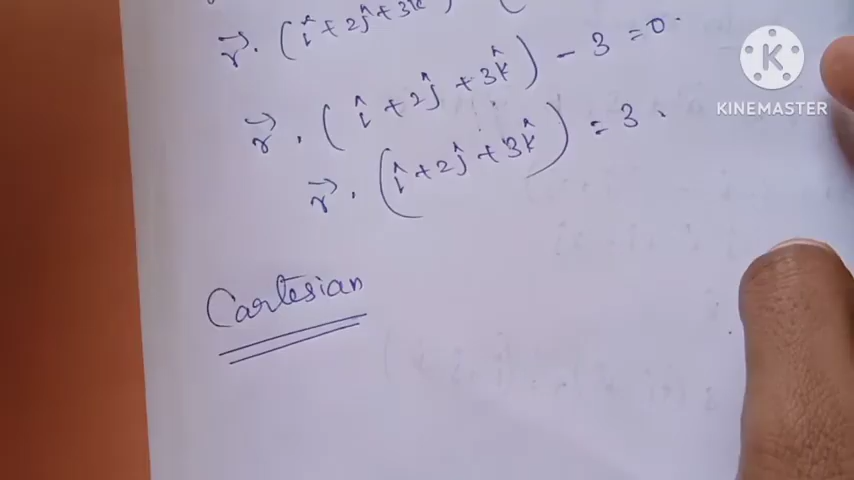 r⃗ . (î + 2ĵ + 3k̂)
r⃗ . (î + 2ĵ + 3k̂) - 3 = 0.
r⃗ . (î + 2ĵ + 3k̂) = 3.
Cartesian
KINEMASTER